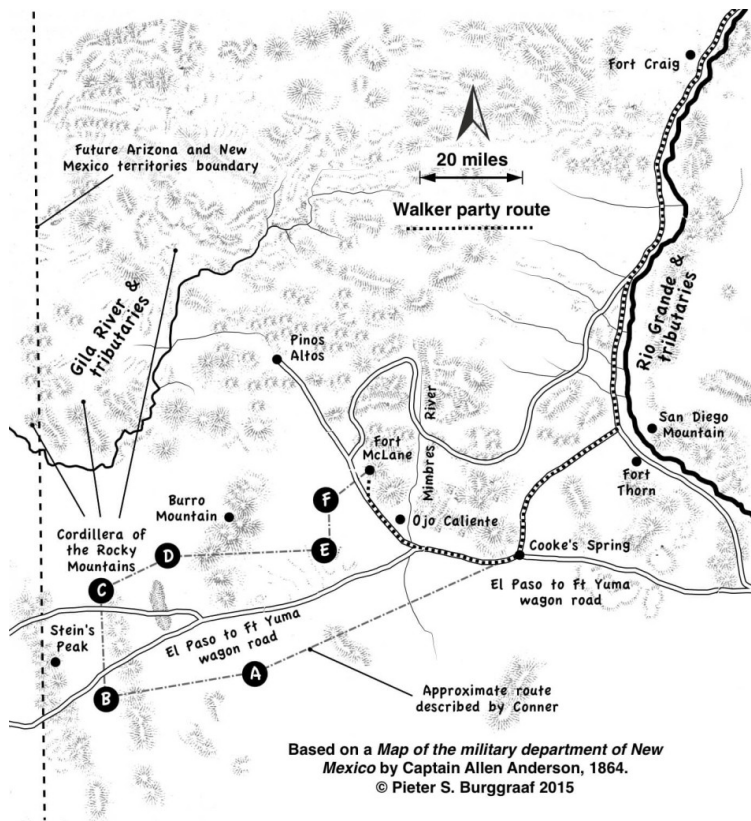 Fort Craig
Future Arizona and New
Mexico territories boundary
20 miles
Walker party route
Gila River &
tributaries
Rio Grande &
tributaries
Pinos
Altos
River
Mimbres
San Diego
Mountain
Fort
McLane
Fort
Thorn
Burro
Mountain
F
Ojo Caliente
Cordillera of
the Rocky
Mountains
D
E
Cooke's Spring
C
El Paso to Ft Yuma
wagon road
Stein's
Peak
El Paso to Ft Yuma
wagon road
A
B
Approximate route
described by Conner
Based on a Map of the military department of New
Mexico by Captain Allen Anderson, 1864.
© Pieter S. Burggraaf 2015